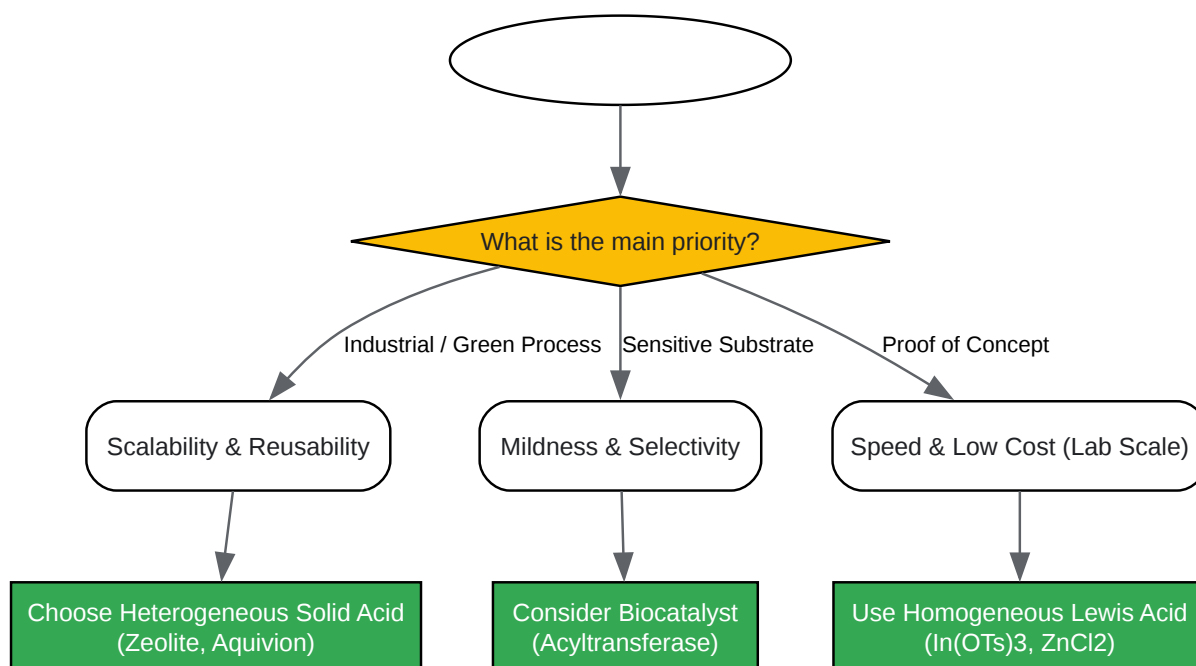 What is the main priority?
Industrial / Green Process
Sensitive Substrate
Proof of Concept
Scalability & Reusability
Mildness & Selectivity
Speed & Low Cost (Lab Scale)
Choose Heterogeneous Solid Acid
(Zeolite, Aquivion)
Consider Biocatalyst
(Acyltransferase)
Use Homogeneous Lewis Acid
(In(OTs)3, ZnCl2)